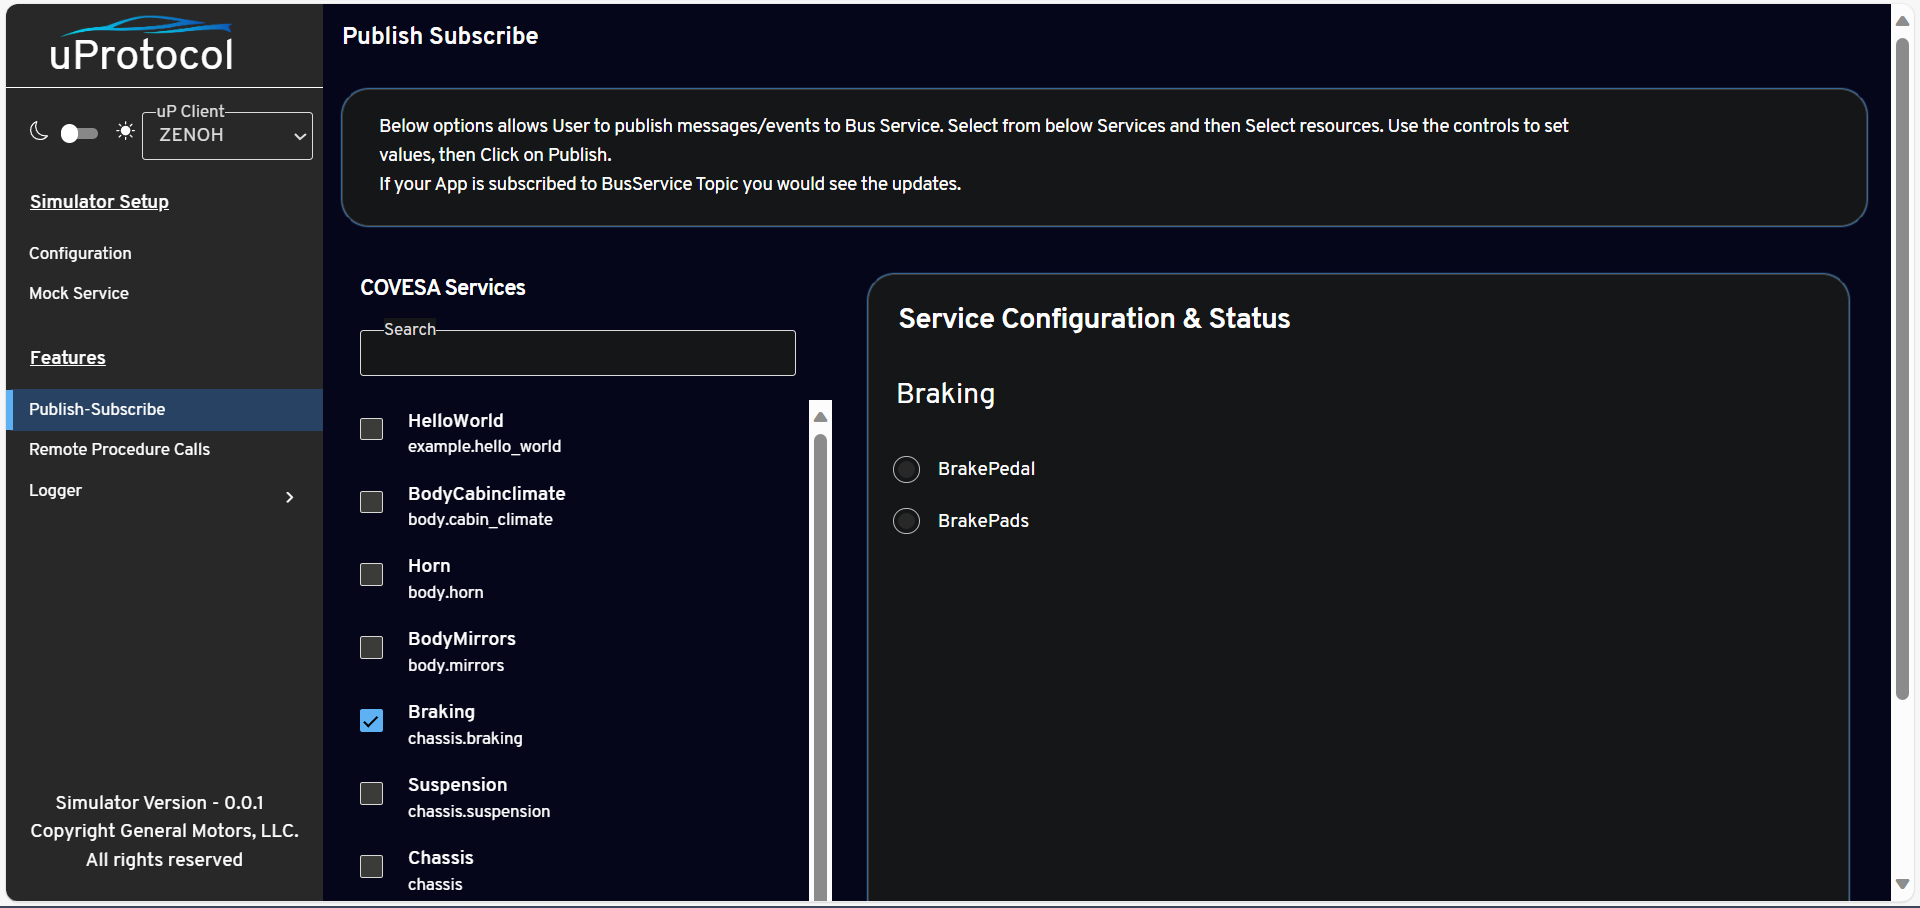 uProtocol
uP Client
ZENOH
Simulator Setup
Configuration
Mock Service
Features
Publish-Subscribe
Remote Procedure Calls
Logger
Simulator Version - 0.0.1
Copyright General Motors, LLC.
All rights reserved
Publish Subscribe
Below options allows User to publish messages/events to Bus Service. Select from below Services and then Select resources. Use the controls to set
values, then Click on Publish.
If your App is subscribed to BusService Topic you would see the updates.
COVESA Services
Search
HelloWorld
example.hello_world
BodyCabinclimate
body.cabin_climate
Horn
body.horn
BodyMirrors
body.mirrors
Braking
chassis.braking
Suspension
chassis.suspension
Chassis
chassis
Service Configuration & Status
Braking
BrakePedal
BrakePads